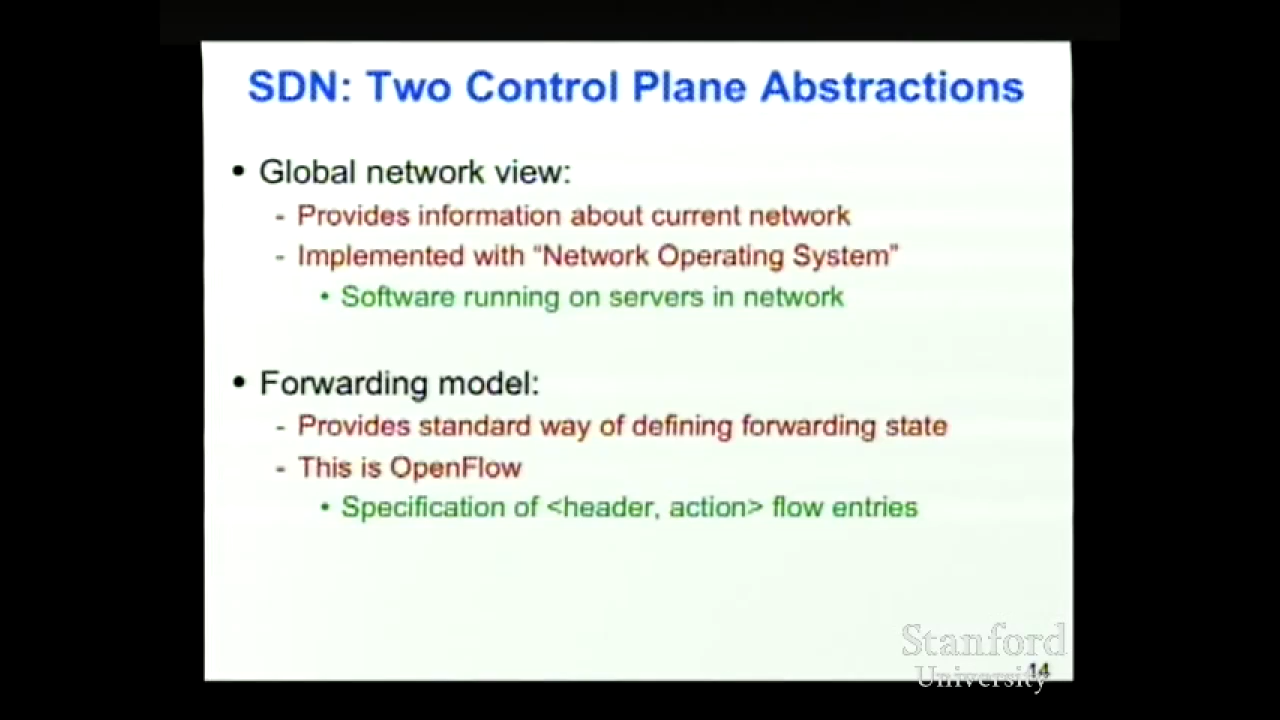 SDN: Two Control Plane Abstractions
• Global network view:
- Provides information about current network
- Implemented with “Network Operating System”
• Software running on servers in network
• Forwarding model:
- Provides standard way of defining forwarding state
- This is OpenFlow
• Specification of <header, action> flow entries
Stanford
University
14